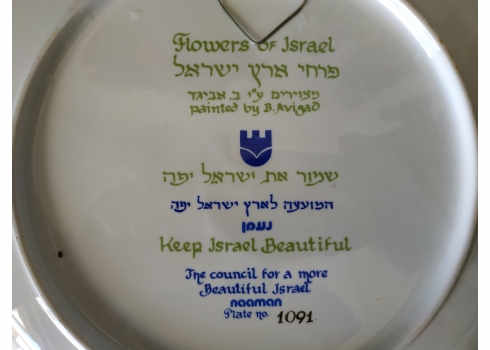 Flowers of Israel
פרחי ארץ ישראל
מצוירים ע״י ב. אביגד
painted by B. Avigad
שמור את ישראל יפה
המועצה לארץ ישראל יפה
נעמן
Keep Israel Beautiful
The council for a more
Beautiful Israel
naaman
Plate no. 1091